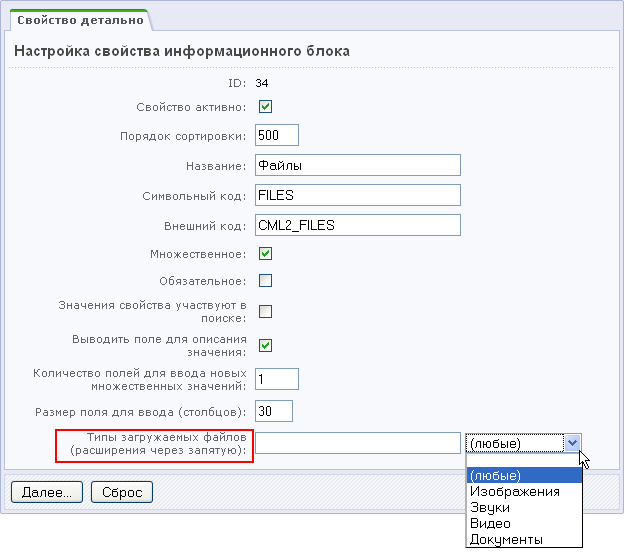 Свойство детально
Настройка свойства информационного блока
ID: 34
Свойство активно:
Порядок сортировки: 500
Название: Файлы
Символьный код: FILES
Внешний код: CML2_FILES
Множественное:
Обязательное:
Значения свойства участвуют в
поиске:
Выводить поле для описания
значения:
Количество полей для ввода новых
множественных значений: 1
Размер поля для ввода (столбцов): 30
Типы загружаемых файлов
(расширения через запятую): (любые)
(любые)
Изображения
Звуки
Видео
Документы
Далее... Сброс